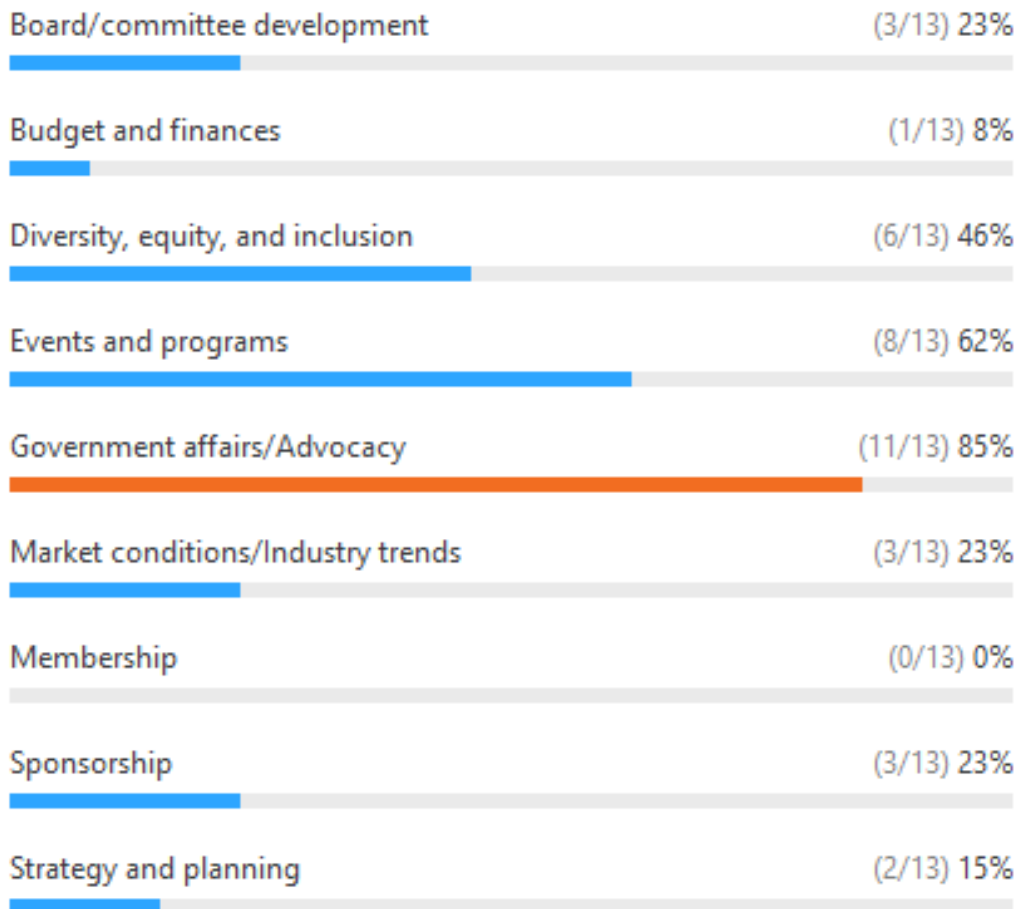 Board/committee development (3/13) 23%
Budget and finances (1/13) 8%
Diversity, equity, and inclusion (6/13) 46%
Events and programs (8/13) 62%
Government affairs/Advocacy (11/13) 85%
Market conditions/Industry trends (3/13) 23%
Membership (0/13) 0%
Sponsorship (3/13) 23%
Strategy and planning (2/13) 15%